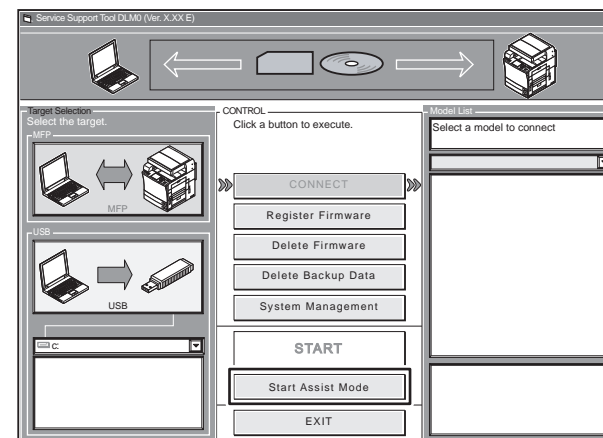 Service Support Tool DLM0 (Ver. X.XX E)
Target Selection
Select the target.
MFP
MFP
USB
USB
C:
CONTROL
Click a button to execute.
CONNECT
Register Firmware
Delete Firmware
Delete Backup Data
System Management
START
Start Assist Mode
EXIT
Model List
Select a model to connect